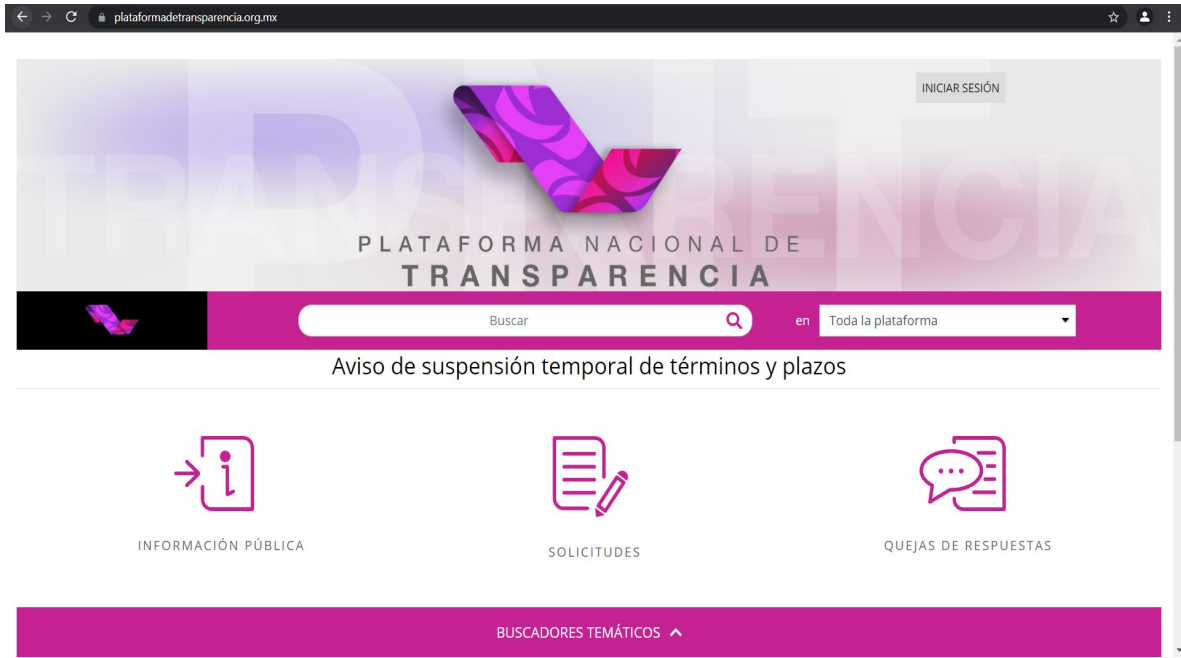 plataformadetransparencia.org.mx
PNT
TRANSPARENCIA
INICIAR SESIÓN
PLATAFORMA NACIONAL DE
TRANSPARENCIA
Buscar
en Toda la plataforma
Aviso de suspensión temporal de términos y plazos
INFORMACIÓN PÚBLICA
SOLICITUDES
QUEJAS DE RESPUESTAS
BUSCADORES TEMÁTICOS